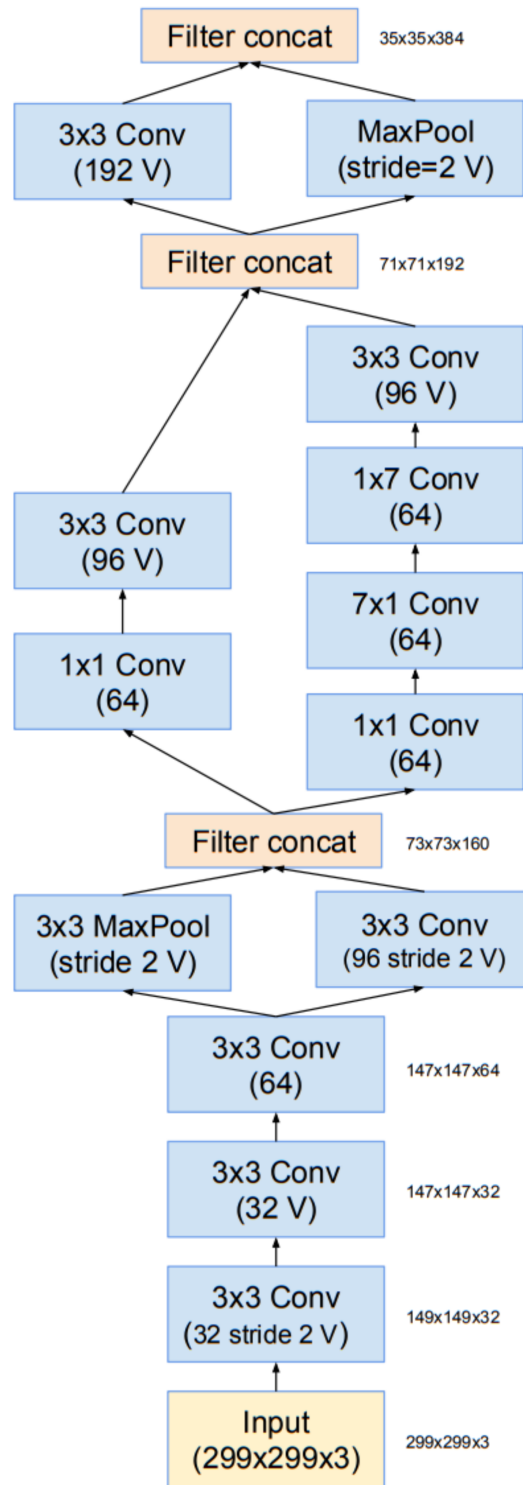 Filter concat
35x35x384
3x3 Conv
(192 V)
MaxPool
(stride=2 V)
Filter concat
71x71x192
3x3 Conv
(96 V)
1x7 Conv
(64)
3x3 Conv
(96 V)
7x1 Conv
(64)
1x1 Conv
(64)
1x1 Conv
(64)
Filter concat
73x73x160
3x3 MaxPool
(stride 2 V)
3x3 Conv
(96 stride 2 V)
3x3 Conv
(64)
147x147x64
3x3 Conv
(32 V)
147x147x32
3x3 Conv
(32 stride 2 V)
149x149x32
Input
(299x299x3)
299x299x3